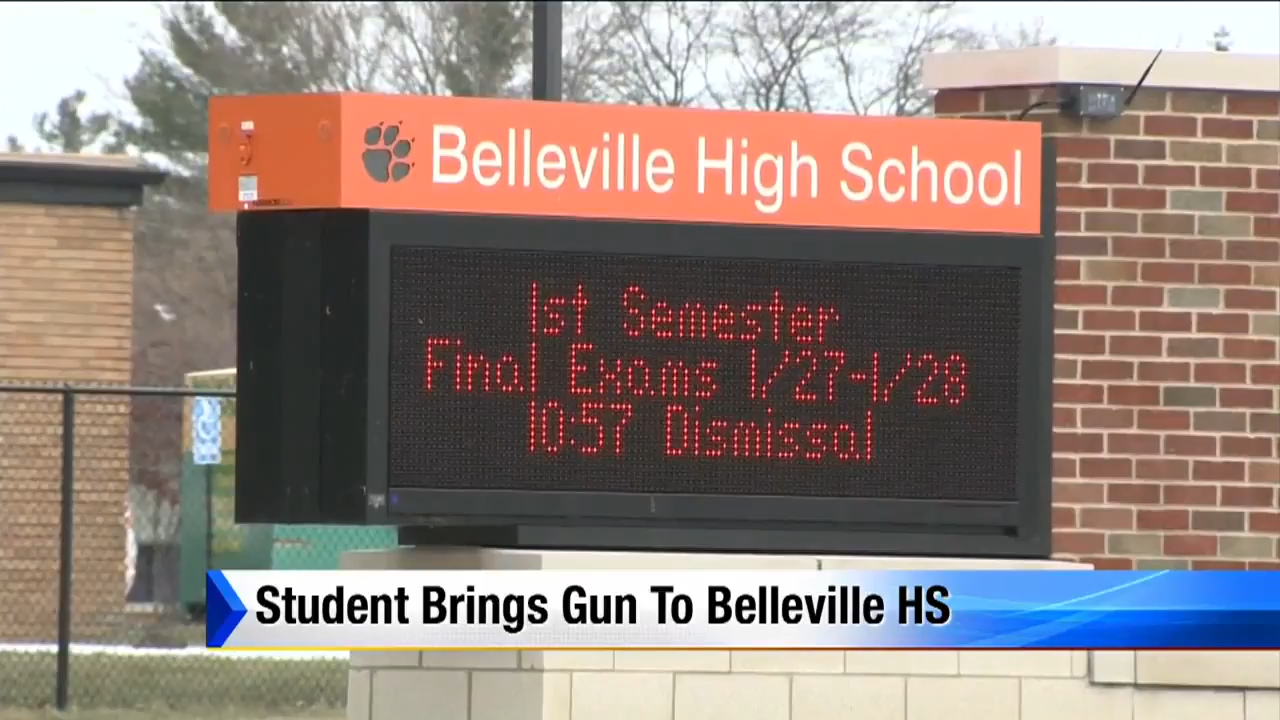 Belleville High School
1st Semester
Final Exams 1/27-1/28
10:57 Dismissal
Student Brings Gun To Belleville HS